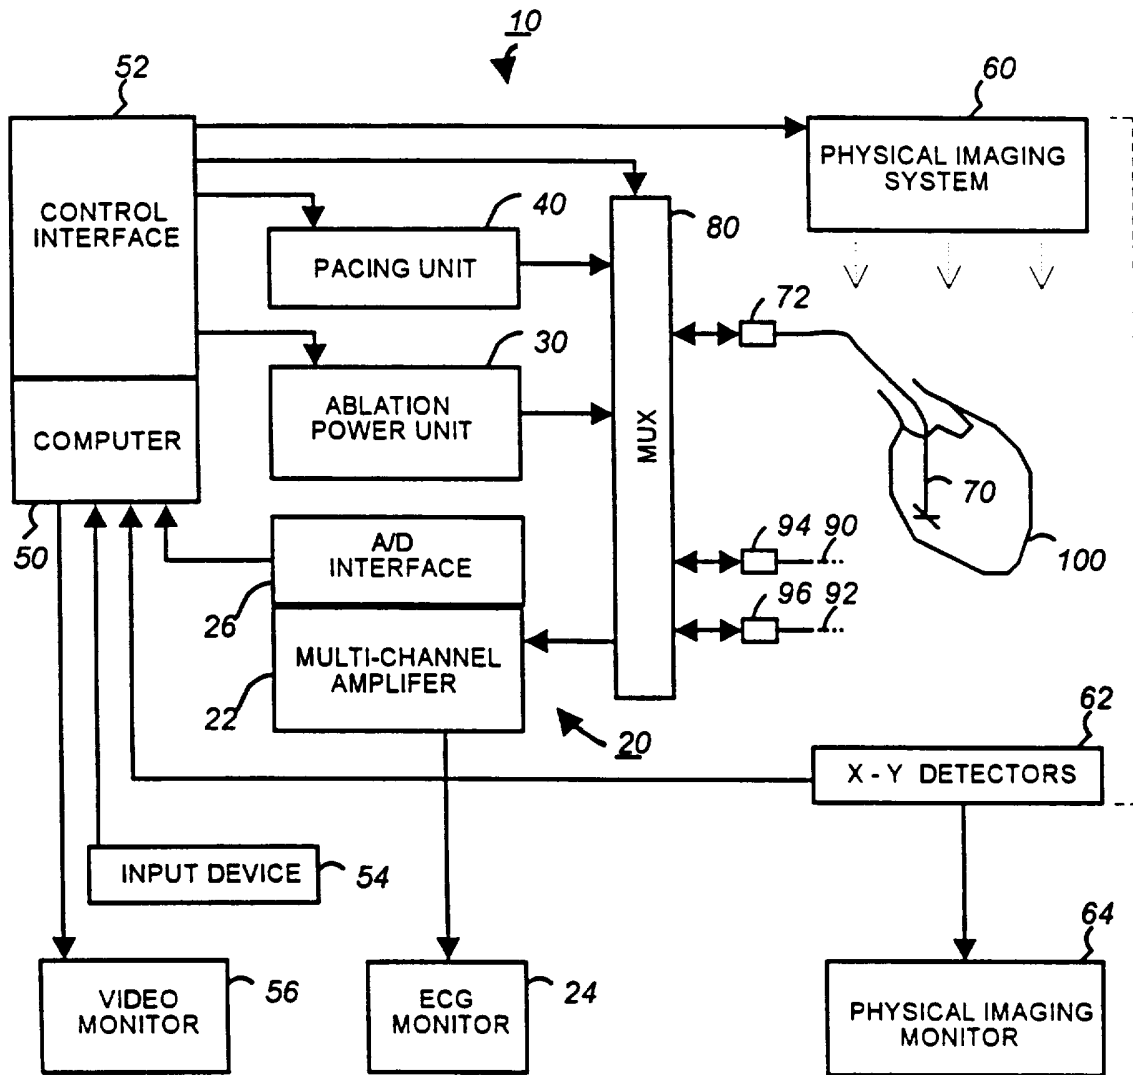 10
52
60
CONTROL
INTERFACE
PHYSICAL IMAGING
SYSTEM
40
80
PACING UNIT
72
30
ABLATION
POWER UNIT
MUX
COMPUTER
70
50
A/D
INTERFACE
94
90
100
26
96
92
MULTI-CHANNEL
AMPLIFER
22
20
62
X - Y DETECTORS
INPUT DEVICE
54
64
VIDEO
MONITOR
56
ECG
MONITOR
24
PHYSICAL IMAGING
MONITOR